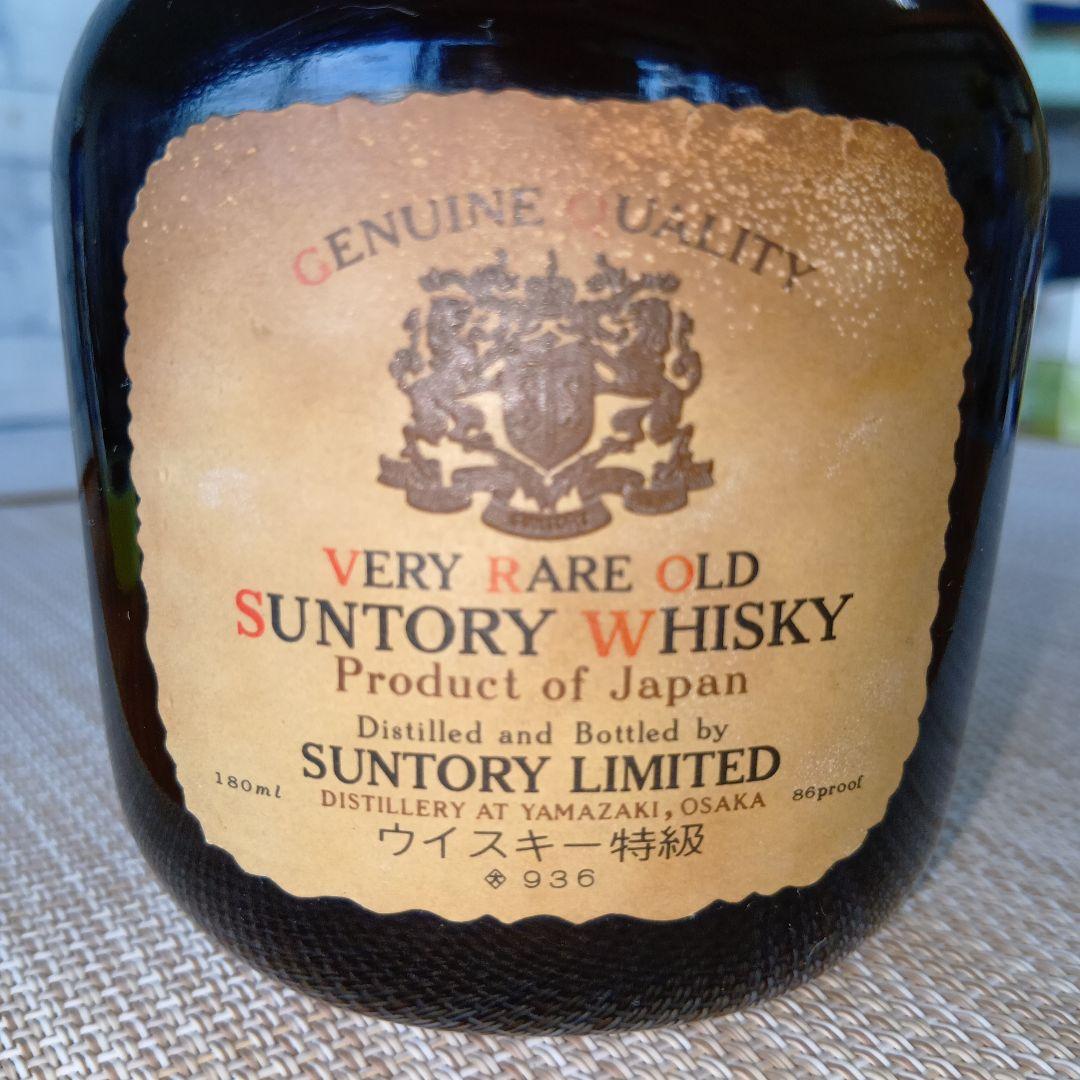 GENUINE QUALITY
SUNTORY
VERY RARE OLD
SUNTORY WHISKY
Product of Japan
Distilled and Bottled by
SUNTORY LIMITED
180ml
86proof
DISTILLERY AT YAMAZAKI, OSAKA
ウイスキー特級
936